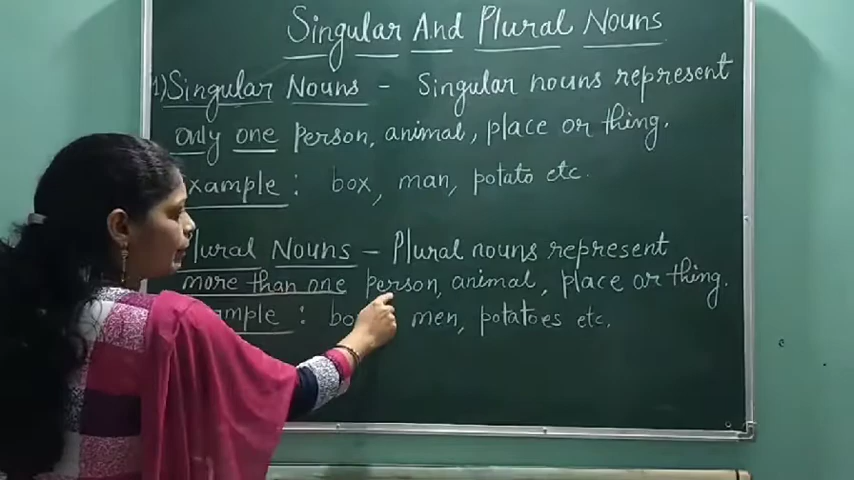 Singular And Plural Nouns
1) Singular Nouns - Singular nouns represent
only one person, animal, place or thing.
xample : box, man, potato etc.
lural Nouns - Plural nouns represent
more than one person, animal, place or thing.
ample : bo men, potatoes etc.